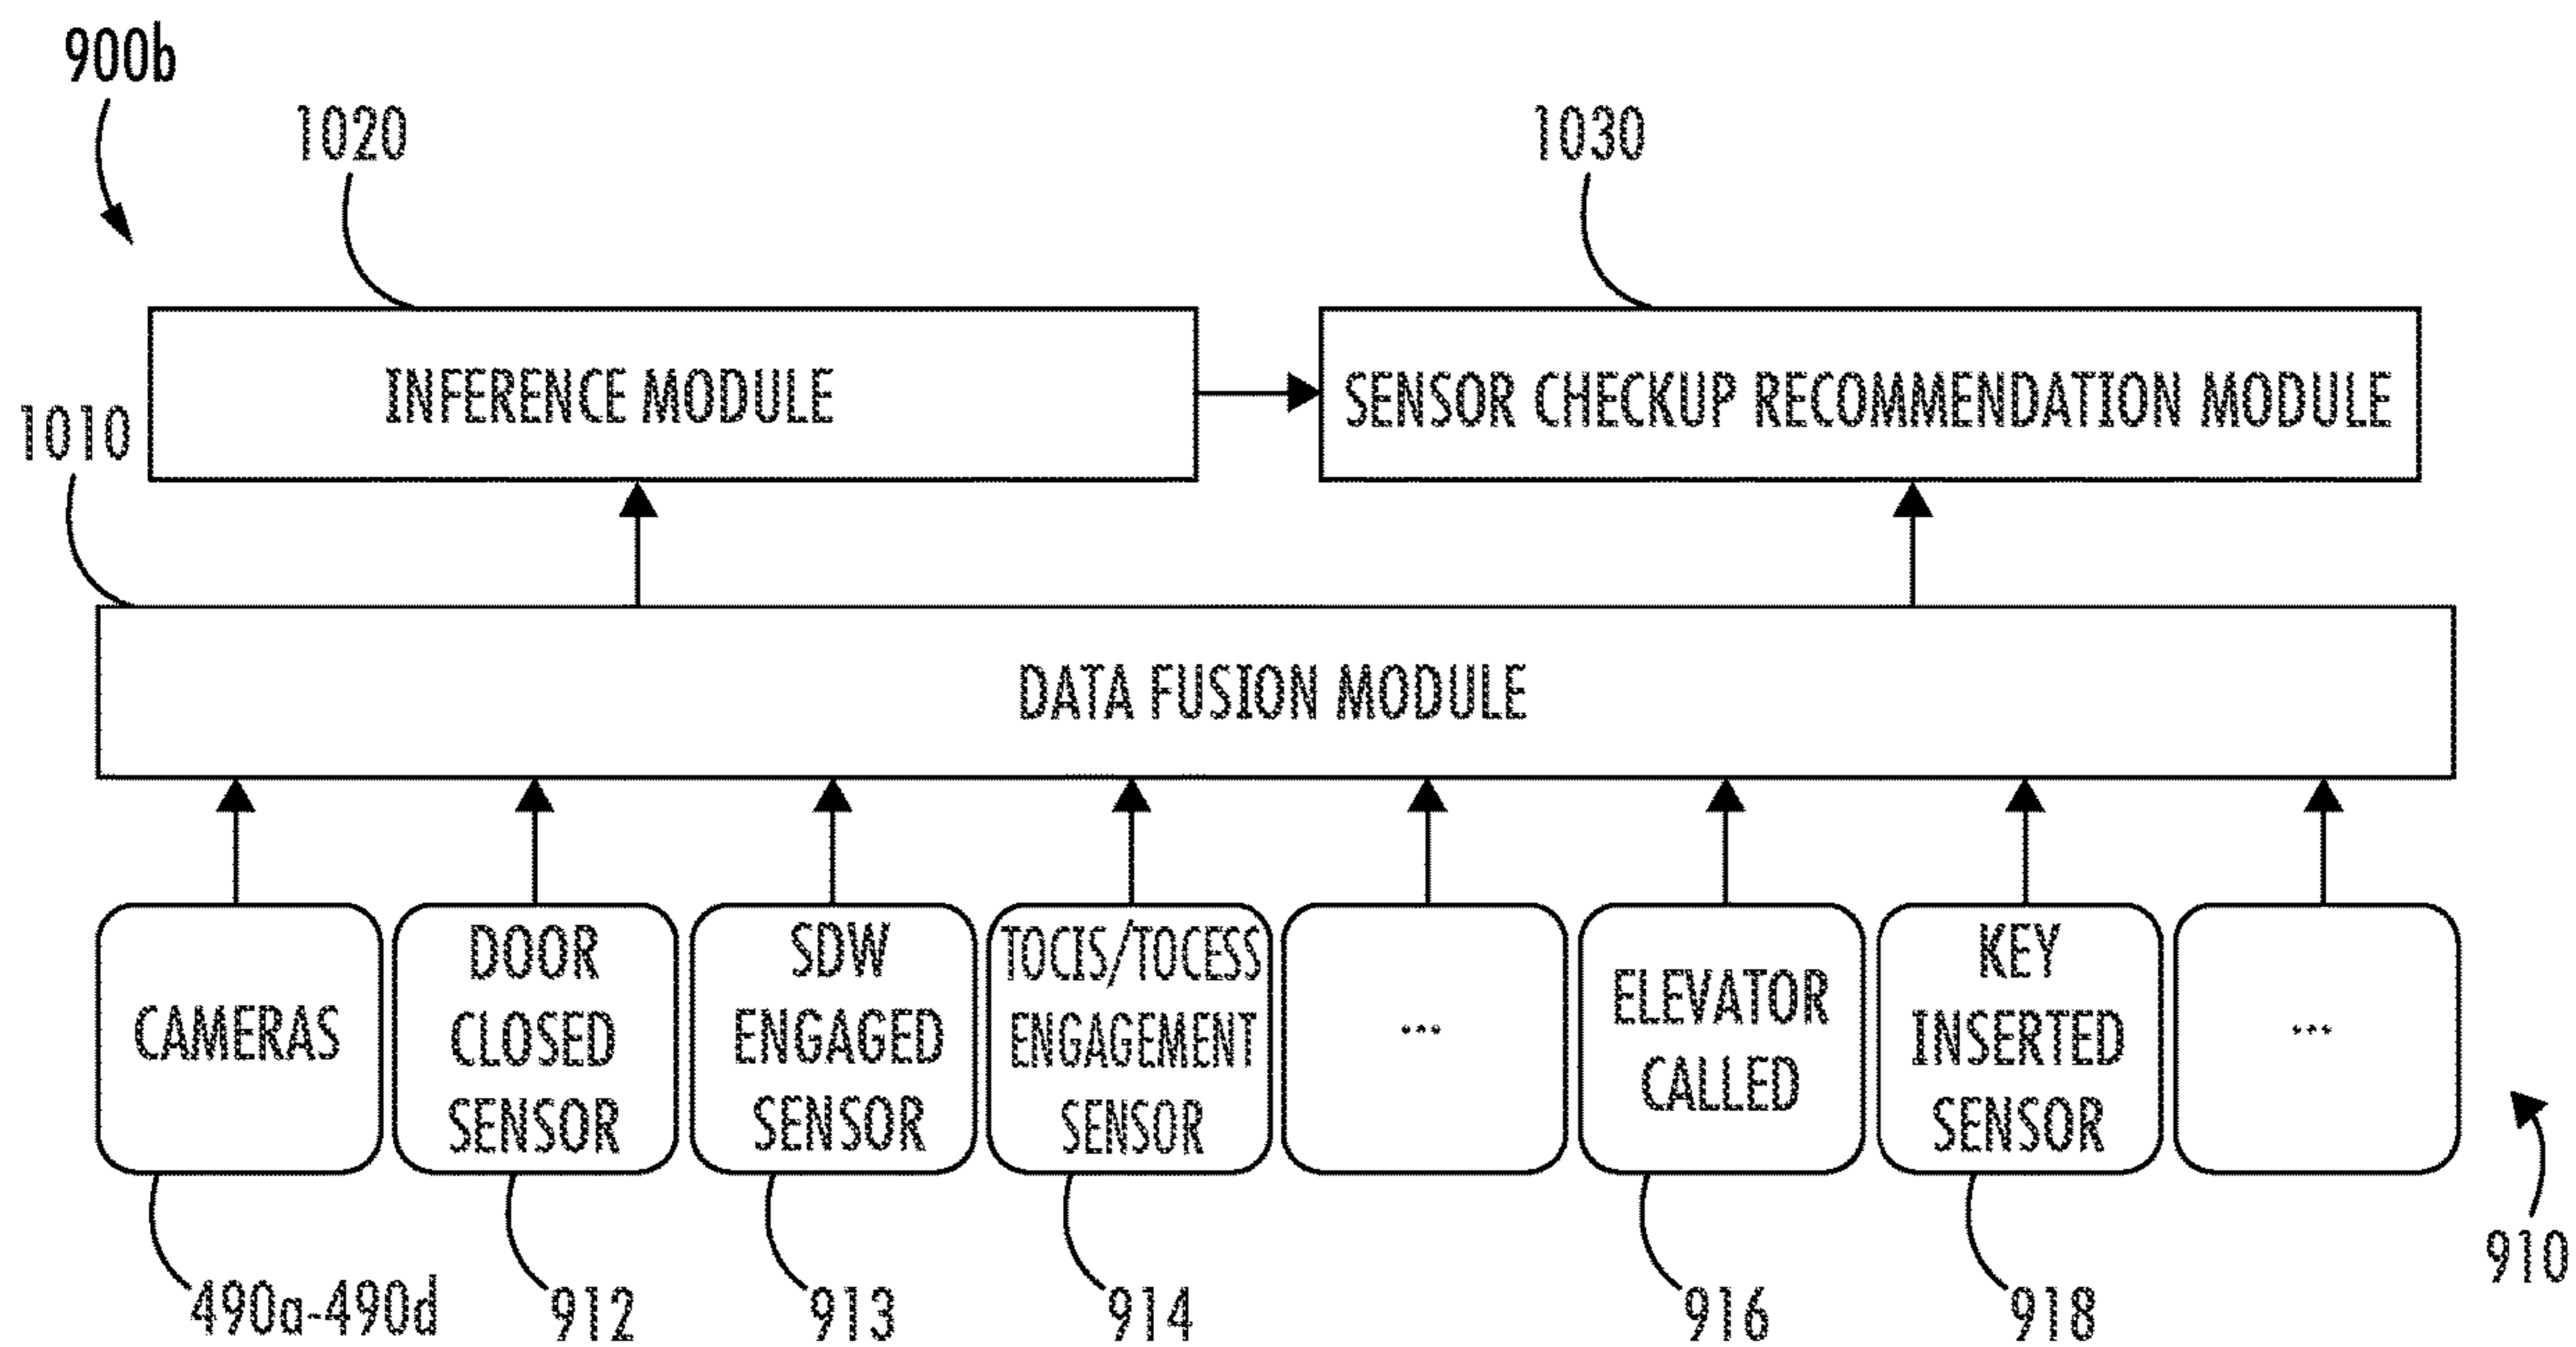 900b
1020
1030
INFERENCE MODULE
SENSOR CHECKUP RECOMMENDATION MODULE
1010
DATA FUSION MODULE
CAMERAS
DOOR
CLOSED
SENSOR
SDW
ENGAGED
SENSOR
TOCIS/TOCESS
ENGAGEMENT
SENSOR
...
ELEVATOR
CALLED
KEY
INSERTED
SENSOR
...
910
490a-490d
912
913
914
916
918